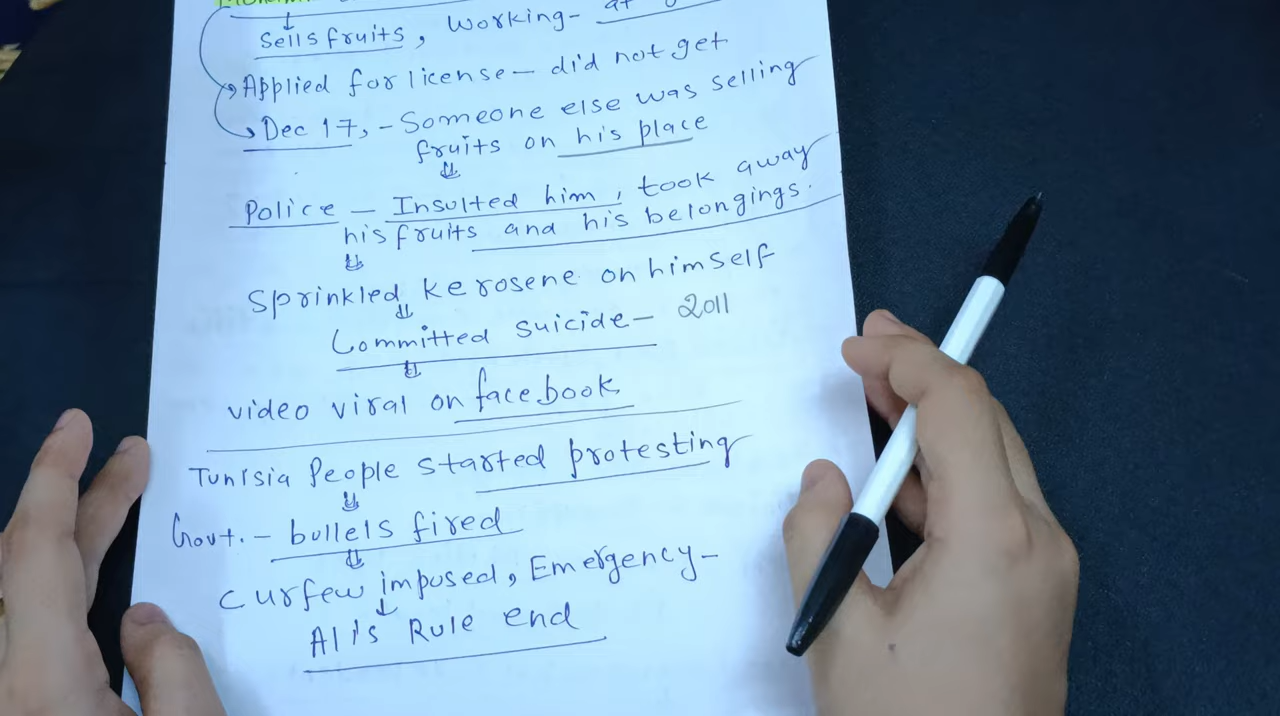 sells fruits, working-
Applied for license - did not get
Dec 17, - Someone else was selling
fruits on his place
Police - Insulted him, took away
his fruits and his belongings.
Sprinkled kerosene on himself
Committed suicide - 2011
video viral on facebook
Tunisia People started protesting
Govt. - bullets fired
curfew imposed, Emergency-
Ali's Rule end